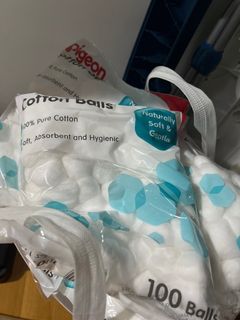 pigeon
Cotton balls
100% Pure Cotton
Soft, Absorbent and Hygienic
Naturally
soft &
Gentle
100 Balls